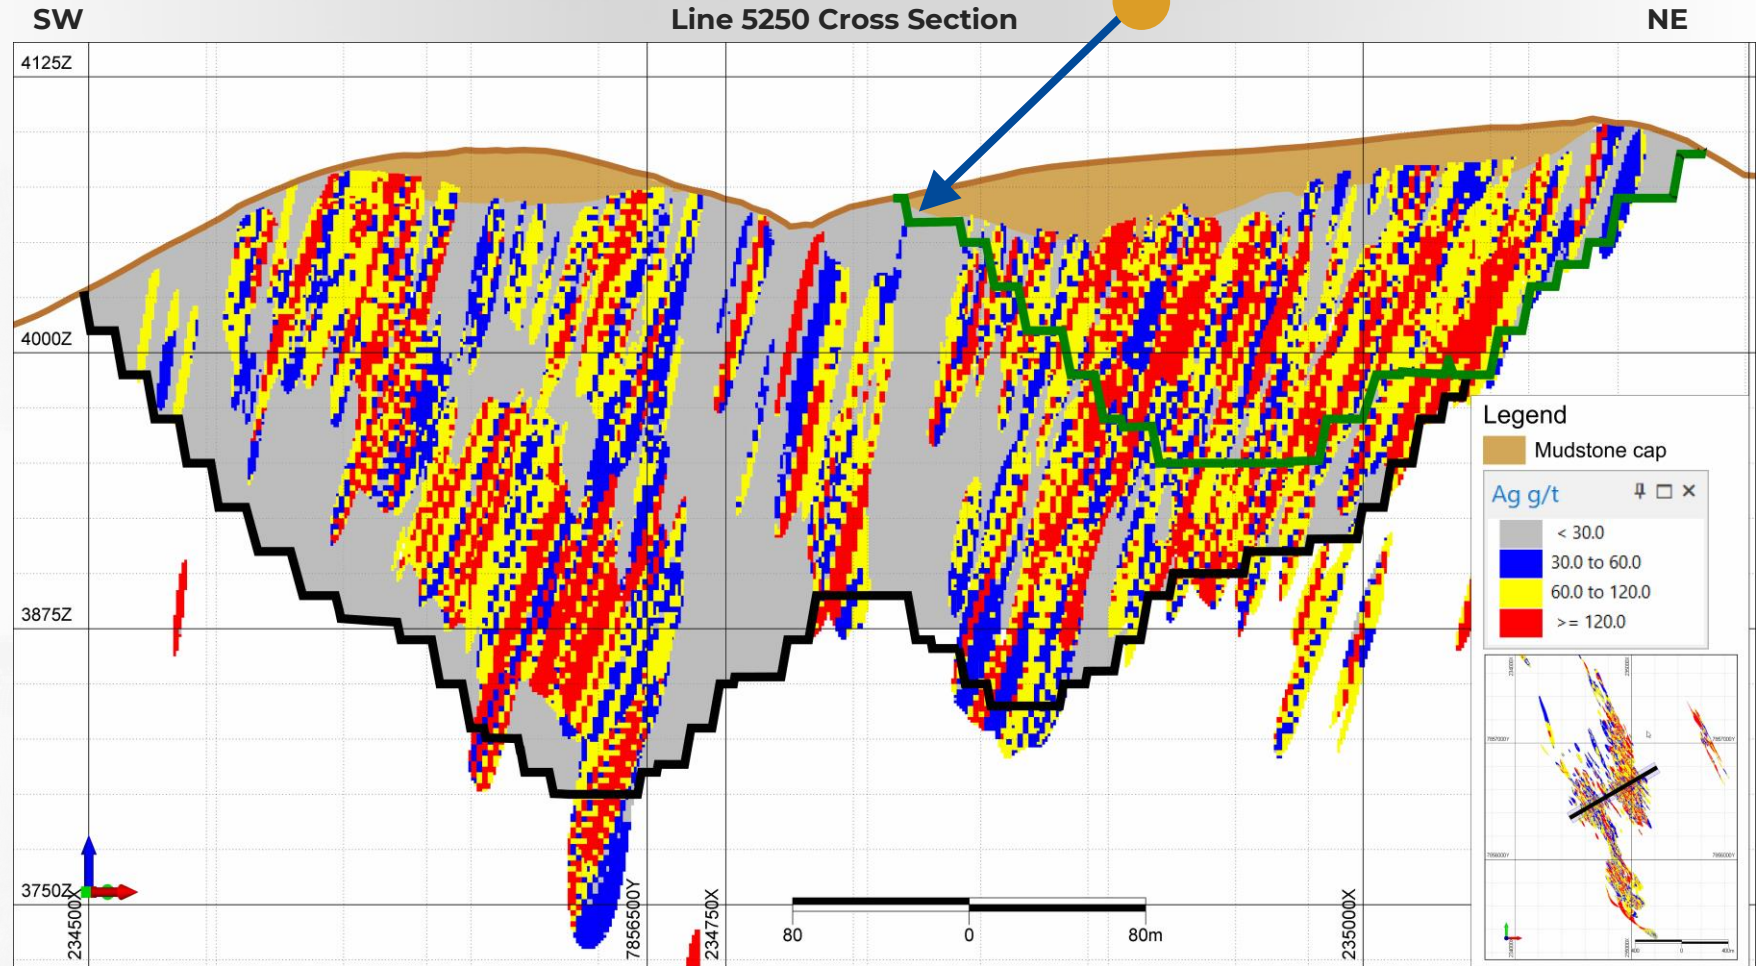 SW
Line 5250 Cross Section
NE
4125Z
4000Z
3875Z
3750Z
234500X
7856500Y
234750X
235000X
80
0
80m
Legend
Mudstone cap
Ag g/t
< 30.0
30.0 to 60.0
60.0 to 120.0
>= 120.0